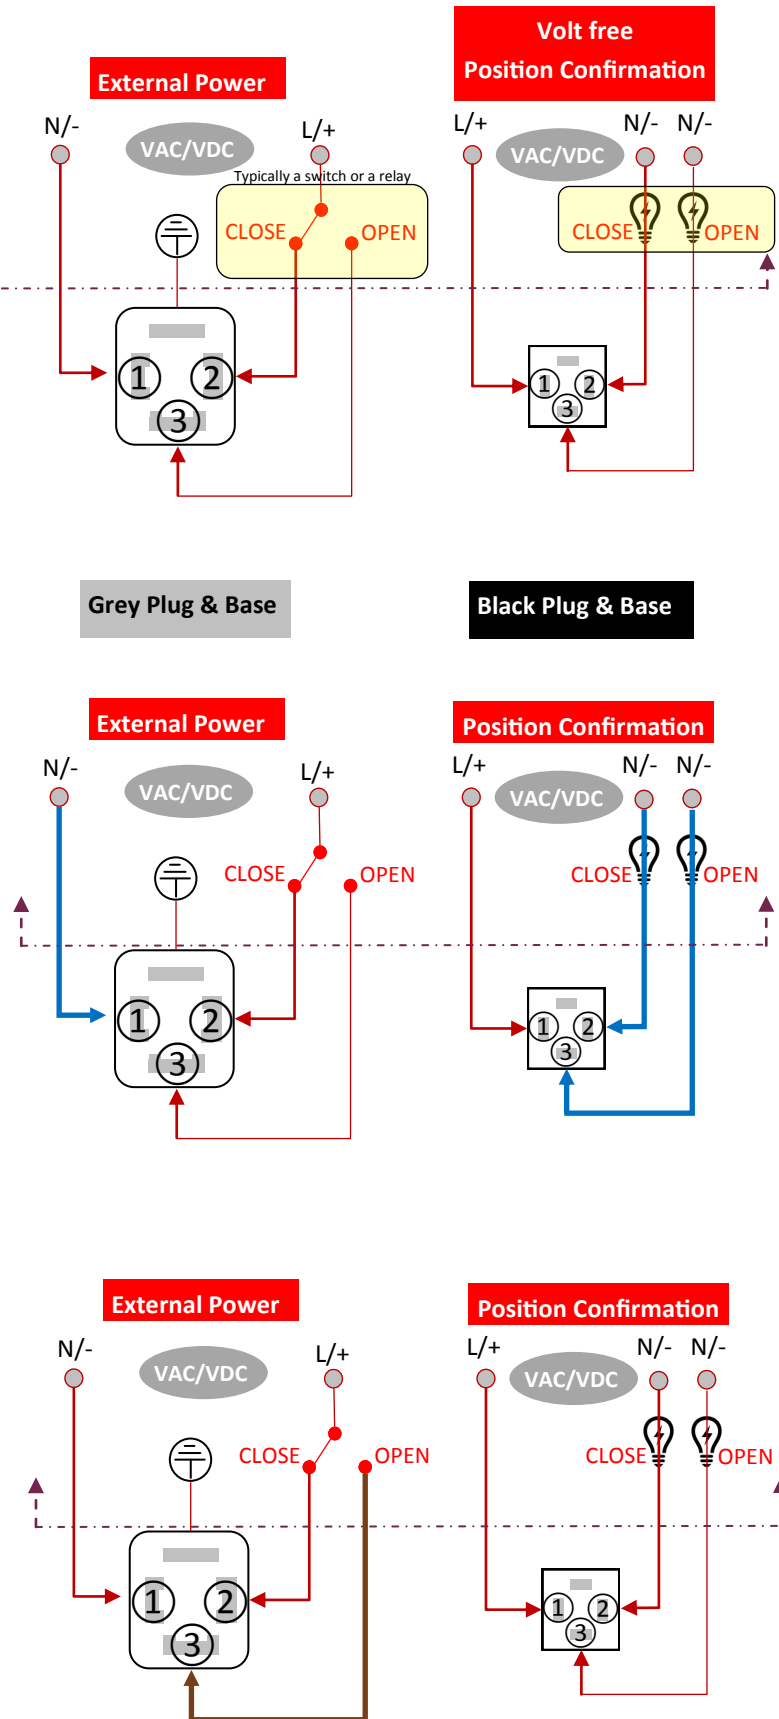 Volt free
Position Confirmation
External Power
N/-
VAC/VDC
L/+
Typically a switch or a relay
CLOSE
OPEN
1
2
3
L/+
VAC/VDC
N/-
N/-
CLOSE
OPEN
1
2
3
Grey Plug & Base
Black Plug & Base
External Power
N/-
VAC/VDC
L/+
CLOSE
OPEN
1
2
3
Position Confirmation
L/+
VAC/VDC
N/-
N/-
CLOSE
OPEN
1
2
3
External Power
N/-
VAC/VDC
L/+
CLOSE
OPEN
1
2
3
Position Confirmation
L/+
VAC/VDC
N/-
N/-
CLOSE
OPEN
1
2
3